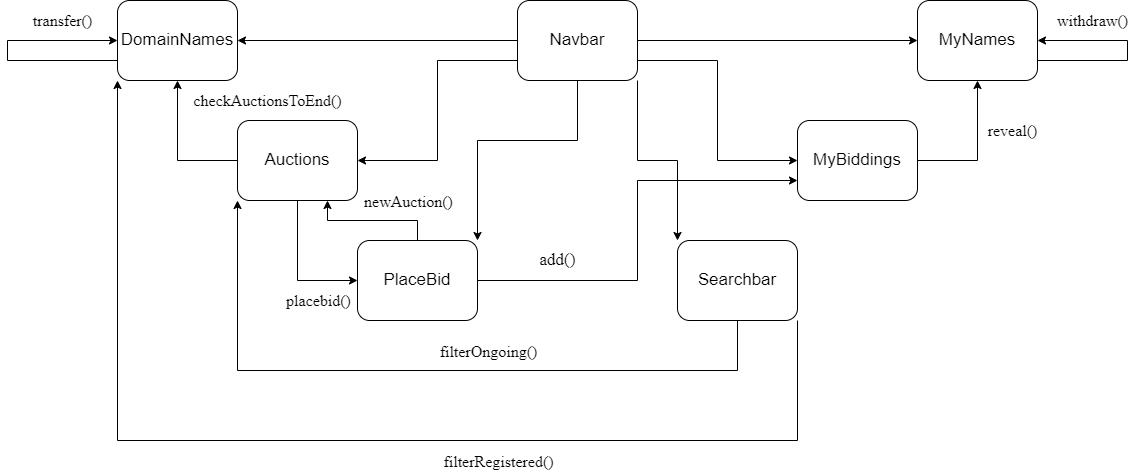 transfer()
DomainNames
Navbar
MyNames
withdraw()
checkAuctionsToEnd()
Auctions
MyBiddings
reveal()
newAuction()
PlaceBid
add()
Searchbar
placebid()
filterOngoing()
filterRegistered()